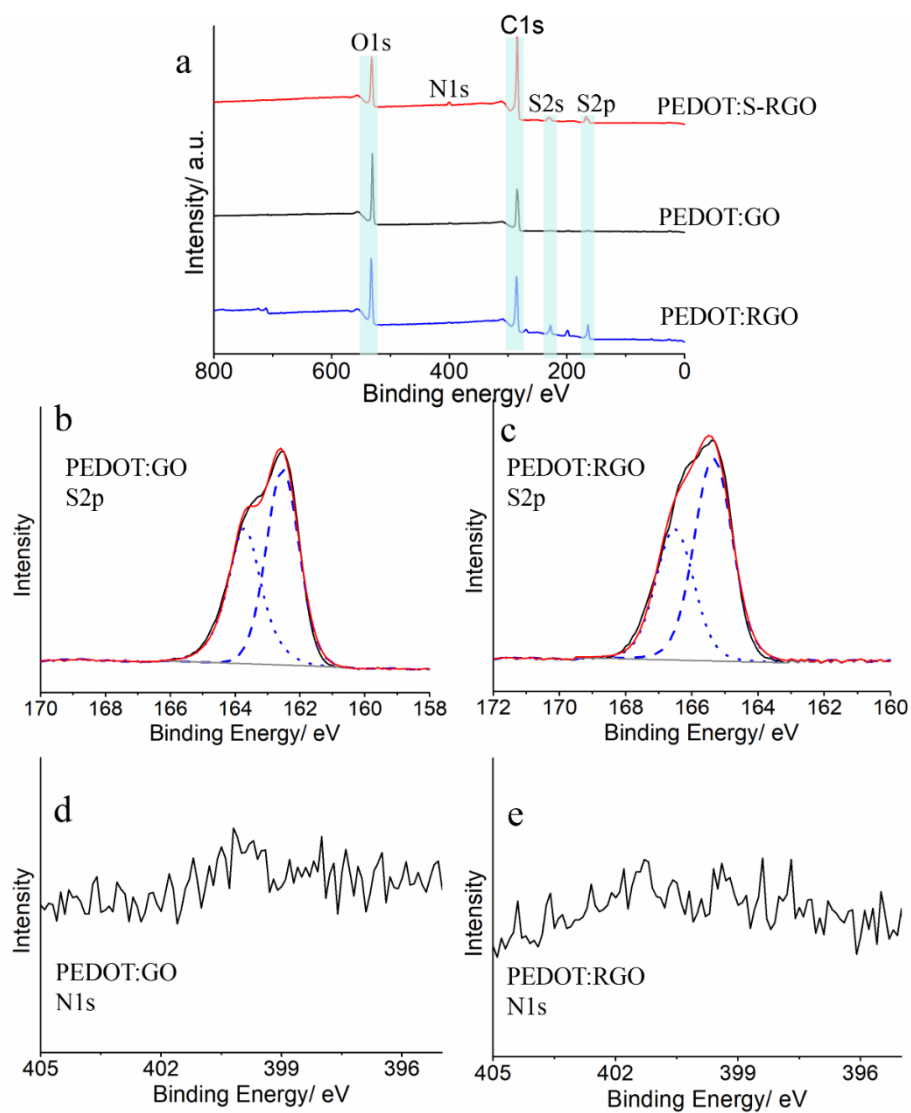 a
O1s
N1s
C1s
S2s
S2p
PEDOT:S-RGO
PEDOT:GO
PEDOT:RGO
Intensity/ a.u.
800 600 400 200 0
Binding energy/ eV
b
PEDOT:GO
S2p
Intensity
170 168 166 164 162 160 158
Binding Energy/ eV
c
PEDOT:RGO
S2p
Intensity
172 170 168 166 164 162 160
Binding Energy/ eV
d
PEDOT:GO
N1s
Intensity
405 402 399 396
Binding Energy/ eV
e
PEDOT:RGO
N1s
Intensity
405 402 399 396
Binding Energy/ eV